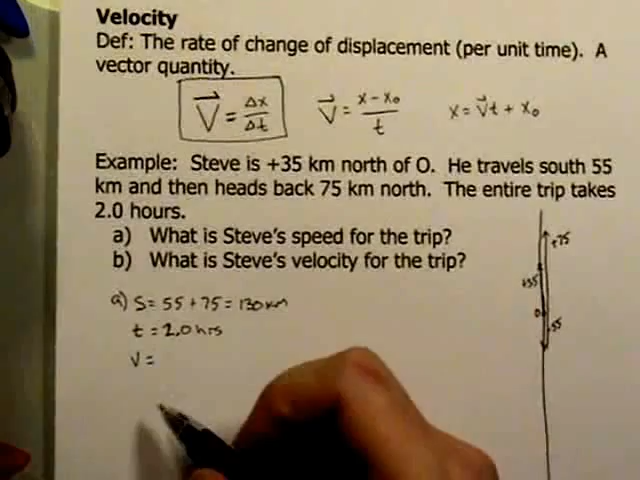 Velocity
Def: The rate of change of displacement (per unit time). A
vector quantity.
V⃗ = Δx/Δt   V⃗ = x - x₀/t   x = V⃗t + x₀
Example: Steve is +35 km north of O. He travels south 55
km and then heads back 75 km north. The entire trip takes
2.0 hours.
a) What is Steve's speed for the trip?
b) What is Steve's velocity for the trip?
+75
+35
0
-55
a) S = 55 + 75 = 130 km
t = 2.0 hrs
V =